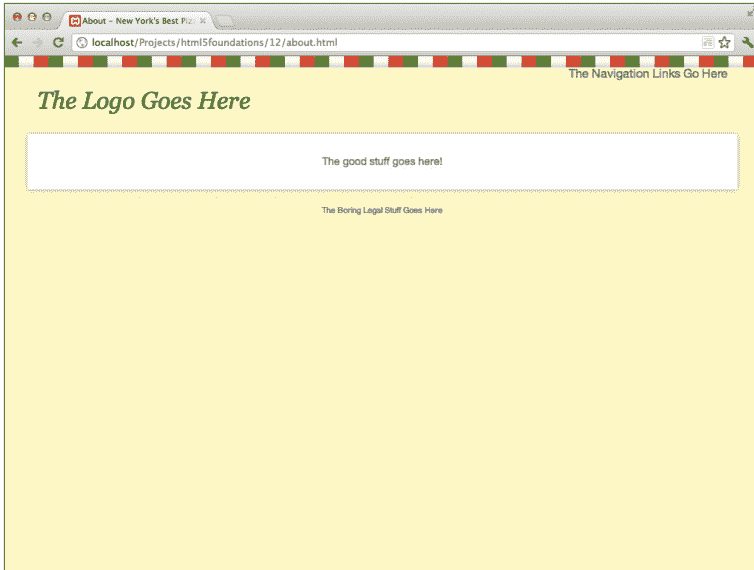 About – New York's Best Piz
localhost/Projects/html5foundations/12/about.html
The Navigation Links Go Here
The Logo Goes Here
The good stuff goes here!
The Boring Legal Stuff Goes Here